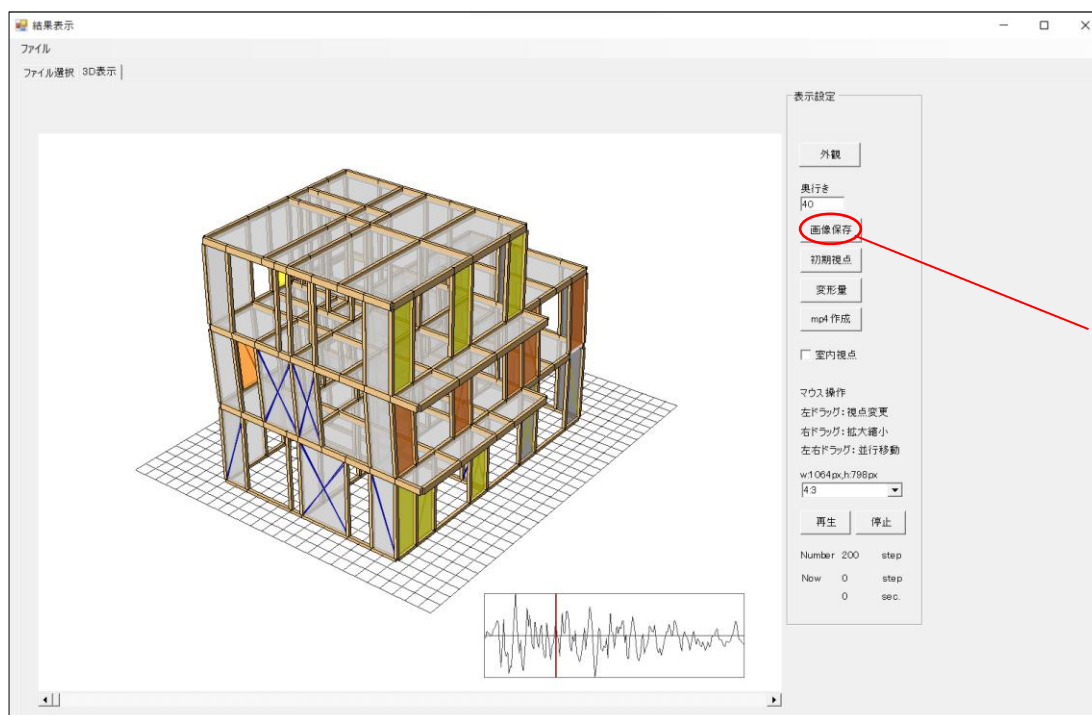 結果表示
ファイル
ファイル選択 3D表示
表示設定
外観
奥行き
40
画像保存
初期視点
変形量
mp4作成
室内視点
マウス操作
左ドラッグ:視点変更
右ドラッグ:拡大縮小
左右ドラッグ:並行移動
w:1064px,h:798px
4:3
再生 停止
Number 200 step
Now 0 step
0 sec.